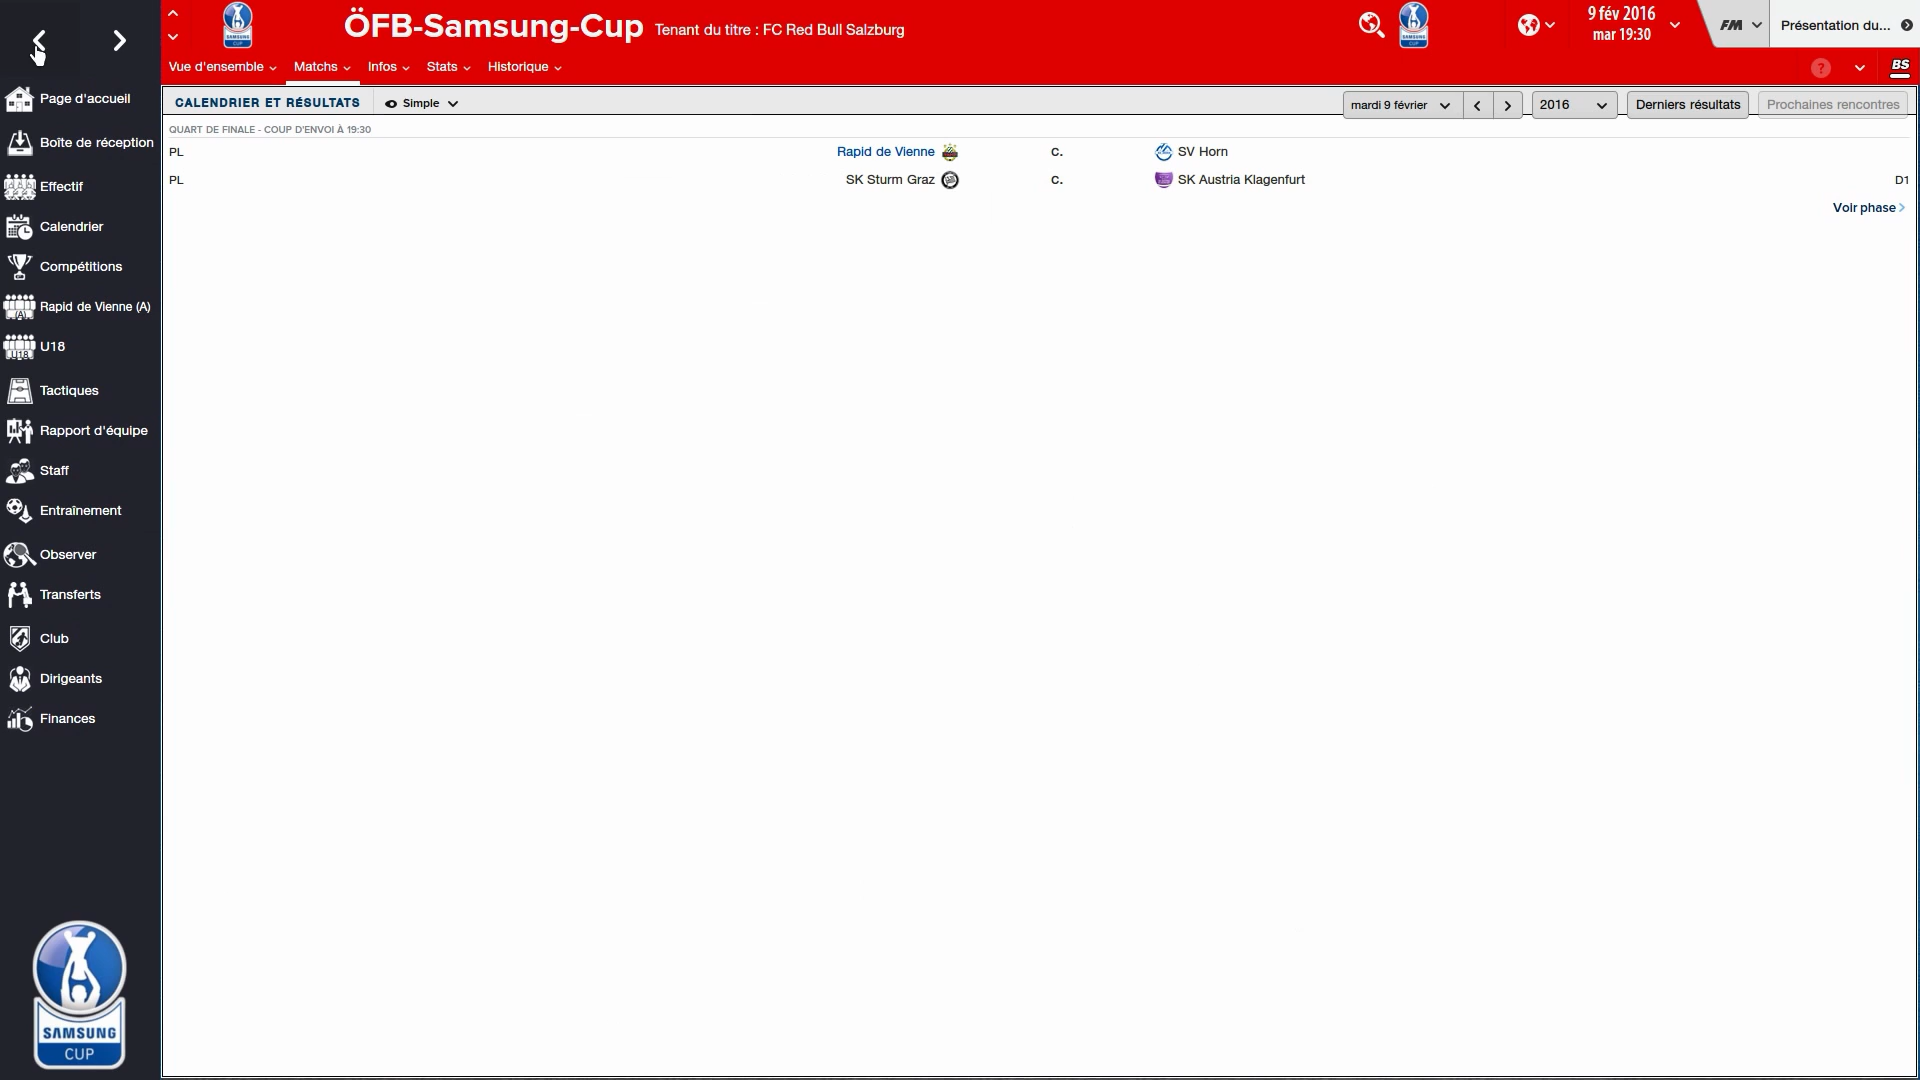 ÖFB-Samsung-Cup Tenant du titre : FC Red Bull Salzburg
9 fév 2016
mar 19:30
FM
Présentation du...
Vue d'ensemble Matchs Infos Stats Historique
?
BS
CALENDRIER ET RÉSULTATS
Simple
mardi 9 février
2016
Derniers résultats
Prochaines rencontres
QUART DE FINALE - COUP D'ENVOI À 19:30
PL Rapid de Vienne C. SV Horn
PL SK Sturm Graz C. SK Austria Klagenfurt D1
Voir phase
Page d'accueil
Boîte de réception
Effectif
Calendrier
Compétitions
Rapid de Vienne (A)
U18
Tactiques
Rapport d'équipe
Staff
Entraînement
Observer
Transferts
Club
Dirigeants
Finances
SAMSUNG
CUP